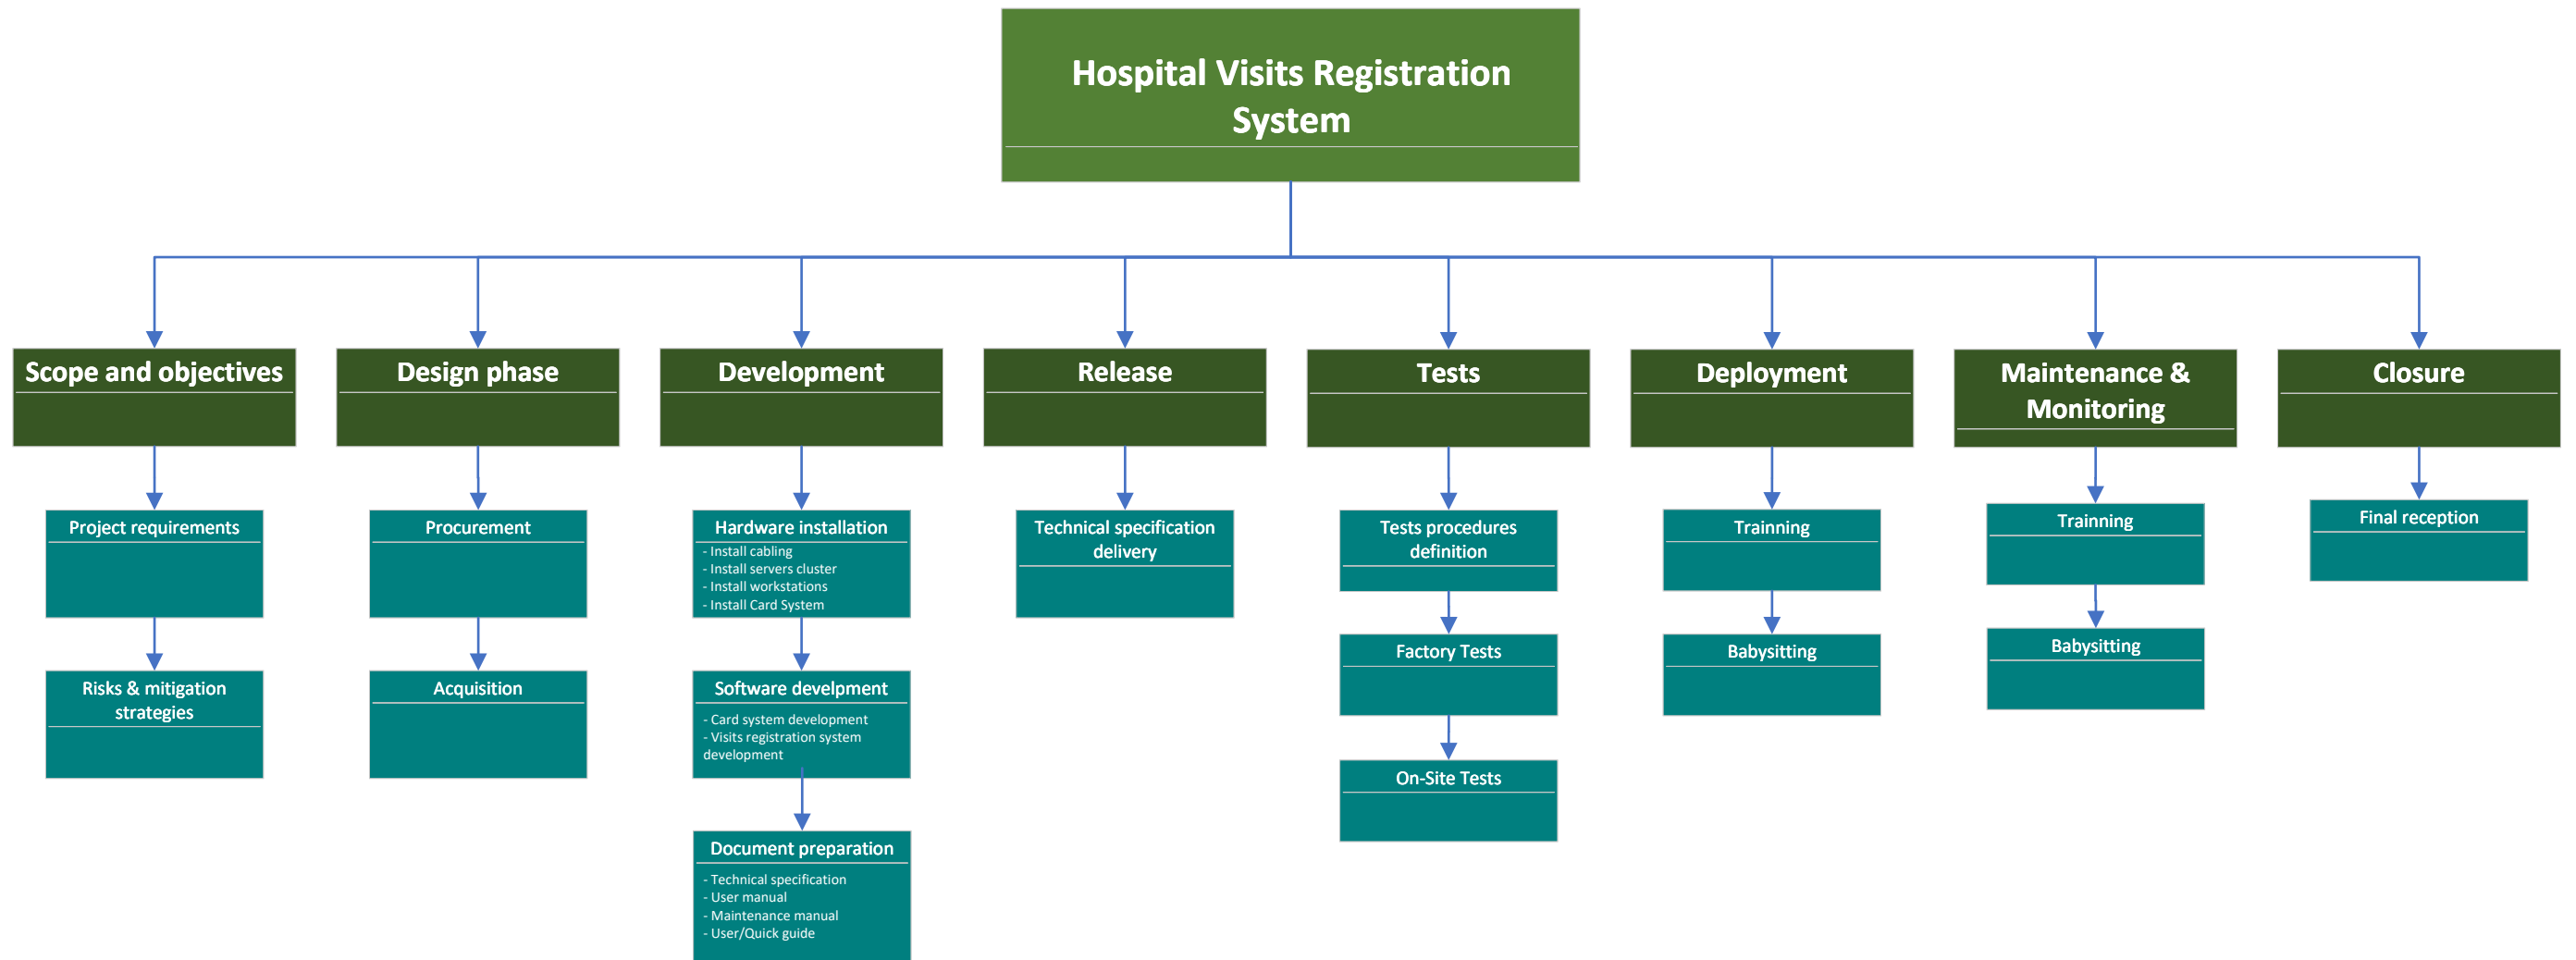 Hospital Visits Registration
System
Scope and objectives
Design phase
Development
Release
Tests
Deployment
Maintenance &
Monitoring
Closure
Project requirements
Risks & mitigation
strategies
Procurement
Acquisition
Hardware installation
- Install cabling
- Install servers cluster
- Install workstations
- Install Card System
Software develpment
- Card system development
- Visits registration system
development
Document preparation
- Technical specification
- User manual
- Maintenance manual
- User/Quick guide
Technical specification
delivery
Tests procedures
definition
Factory Tests
On-Site Tests
Trainning
Babysitting
Trainning
Babysitting
Final reception